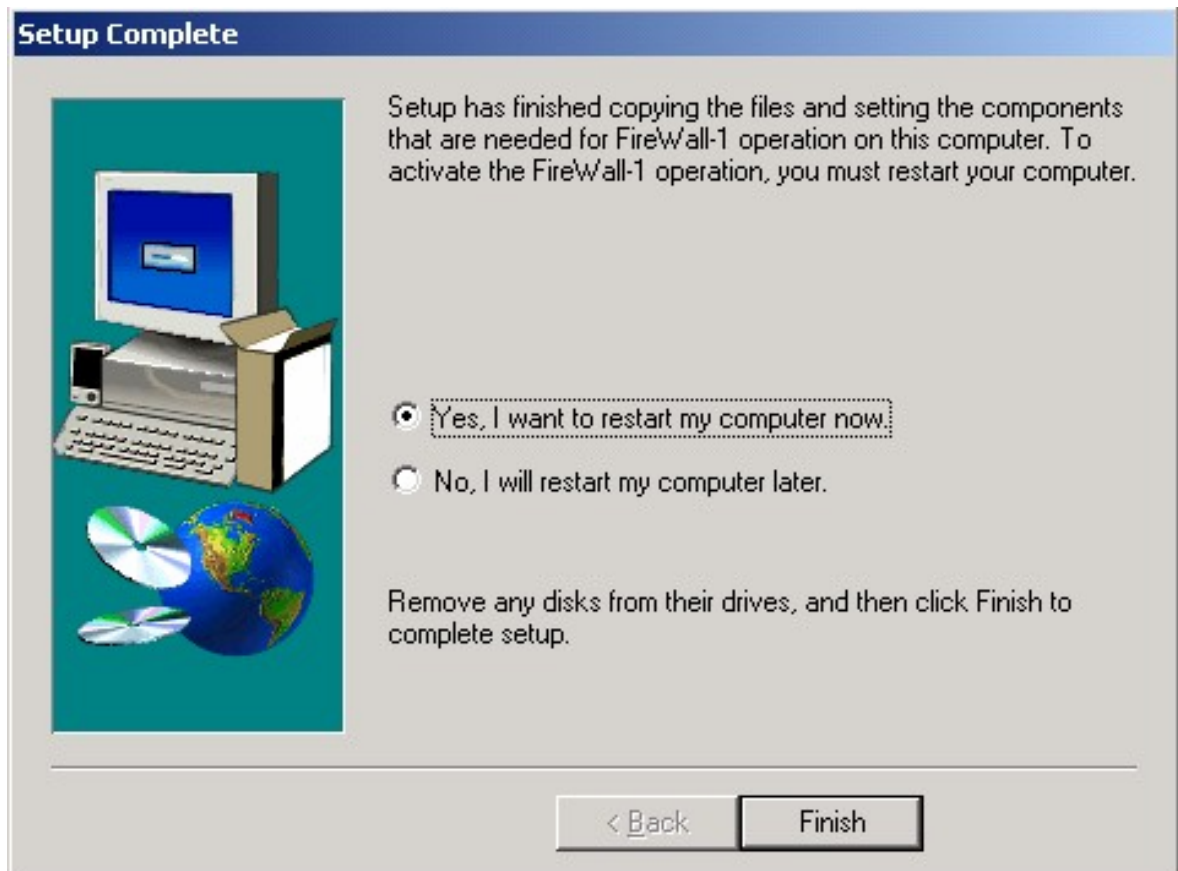 Setup Complete
Setup has finished copying the files and setting the components
that are needed for FireWall-1 operation on this computer. To
activate the FireWall-1 operation, you must restart your computer.
Yes, I want to restart my computer now.
No, I will restart my computer later.
Remove any disks from their drives, and then click Finish to
complete setup.
< Back
Finish